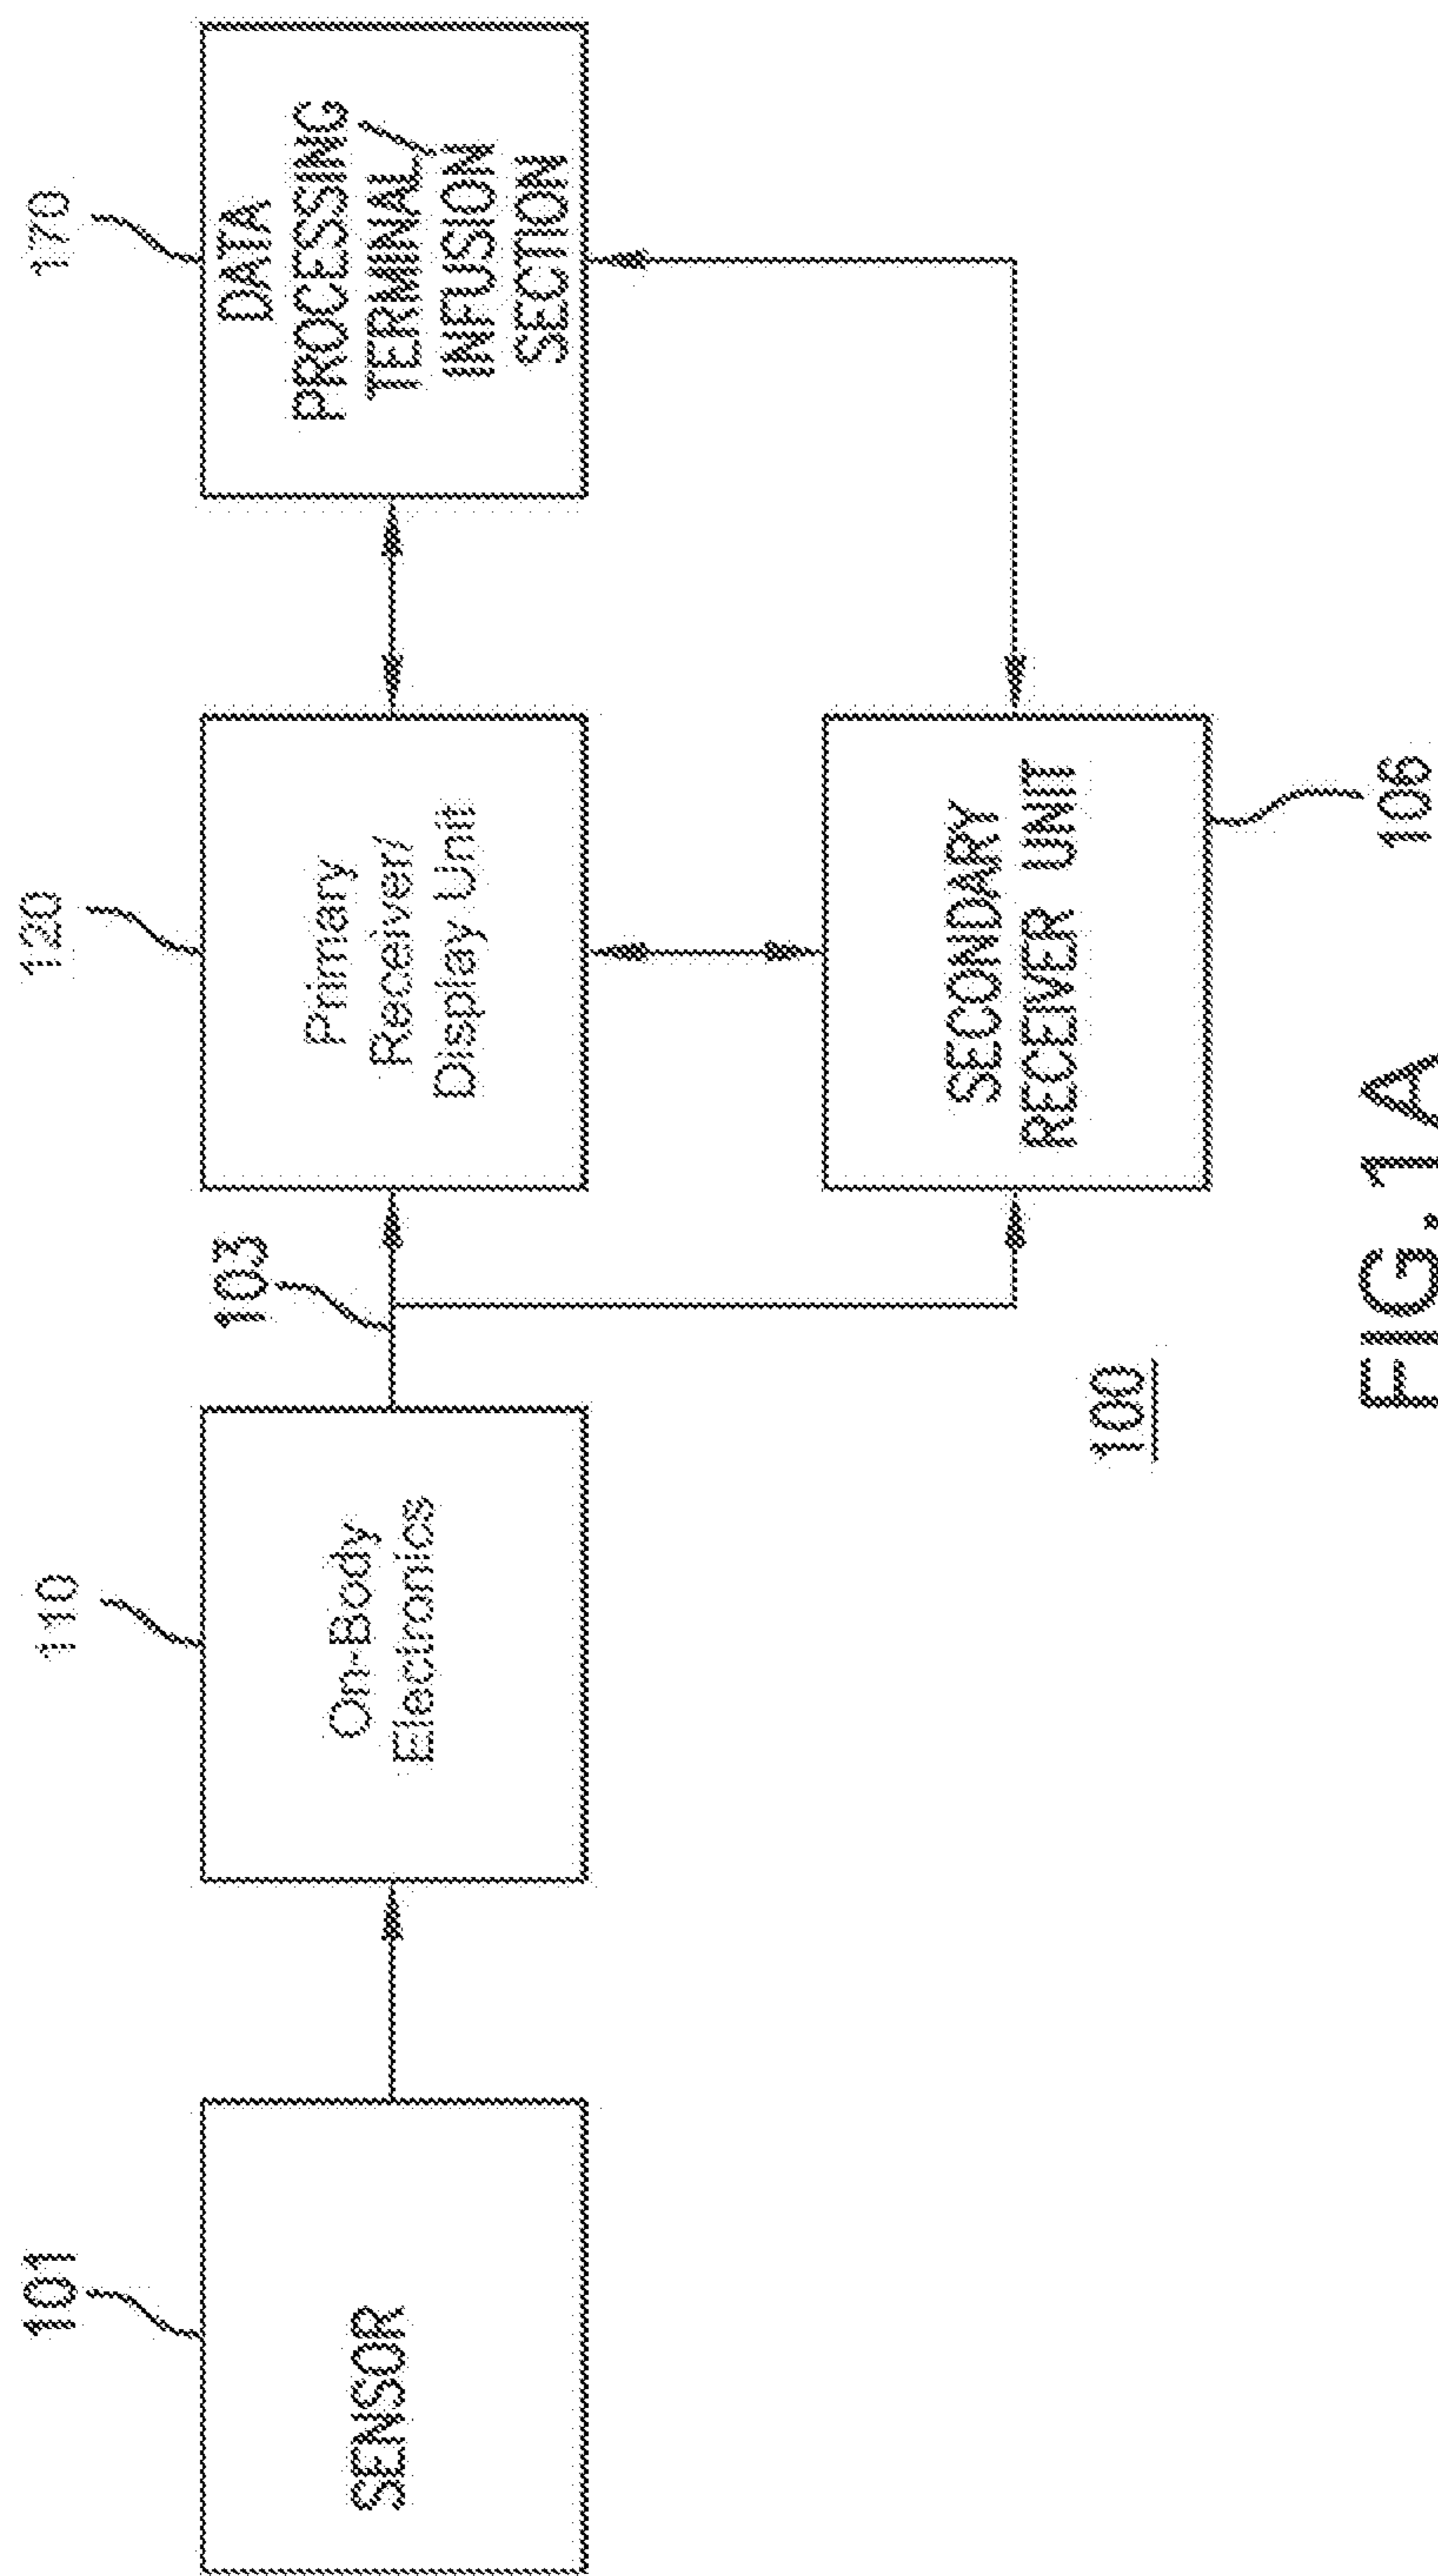 101
SENSOR
110
On-Body
Electronics
103
120
Primary
Receiver/
Display Unit
170
DATA
PROCESSING
TERMINAL/
INFUSION
SECTION
SECONDARY
RECEIVER UNIT
106
100
FIG. 1A